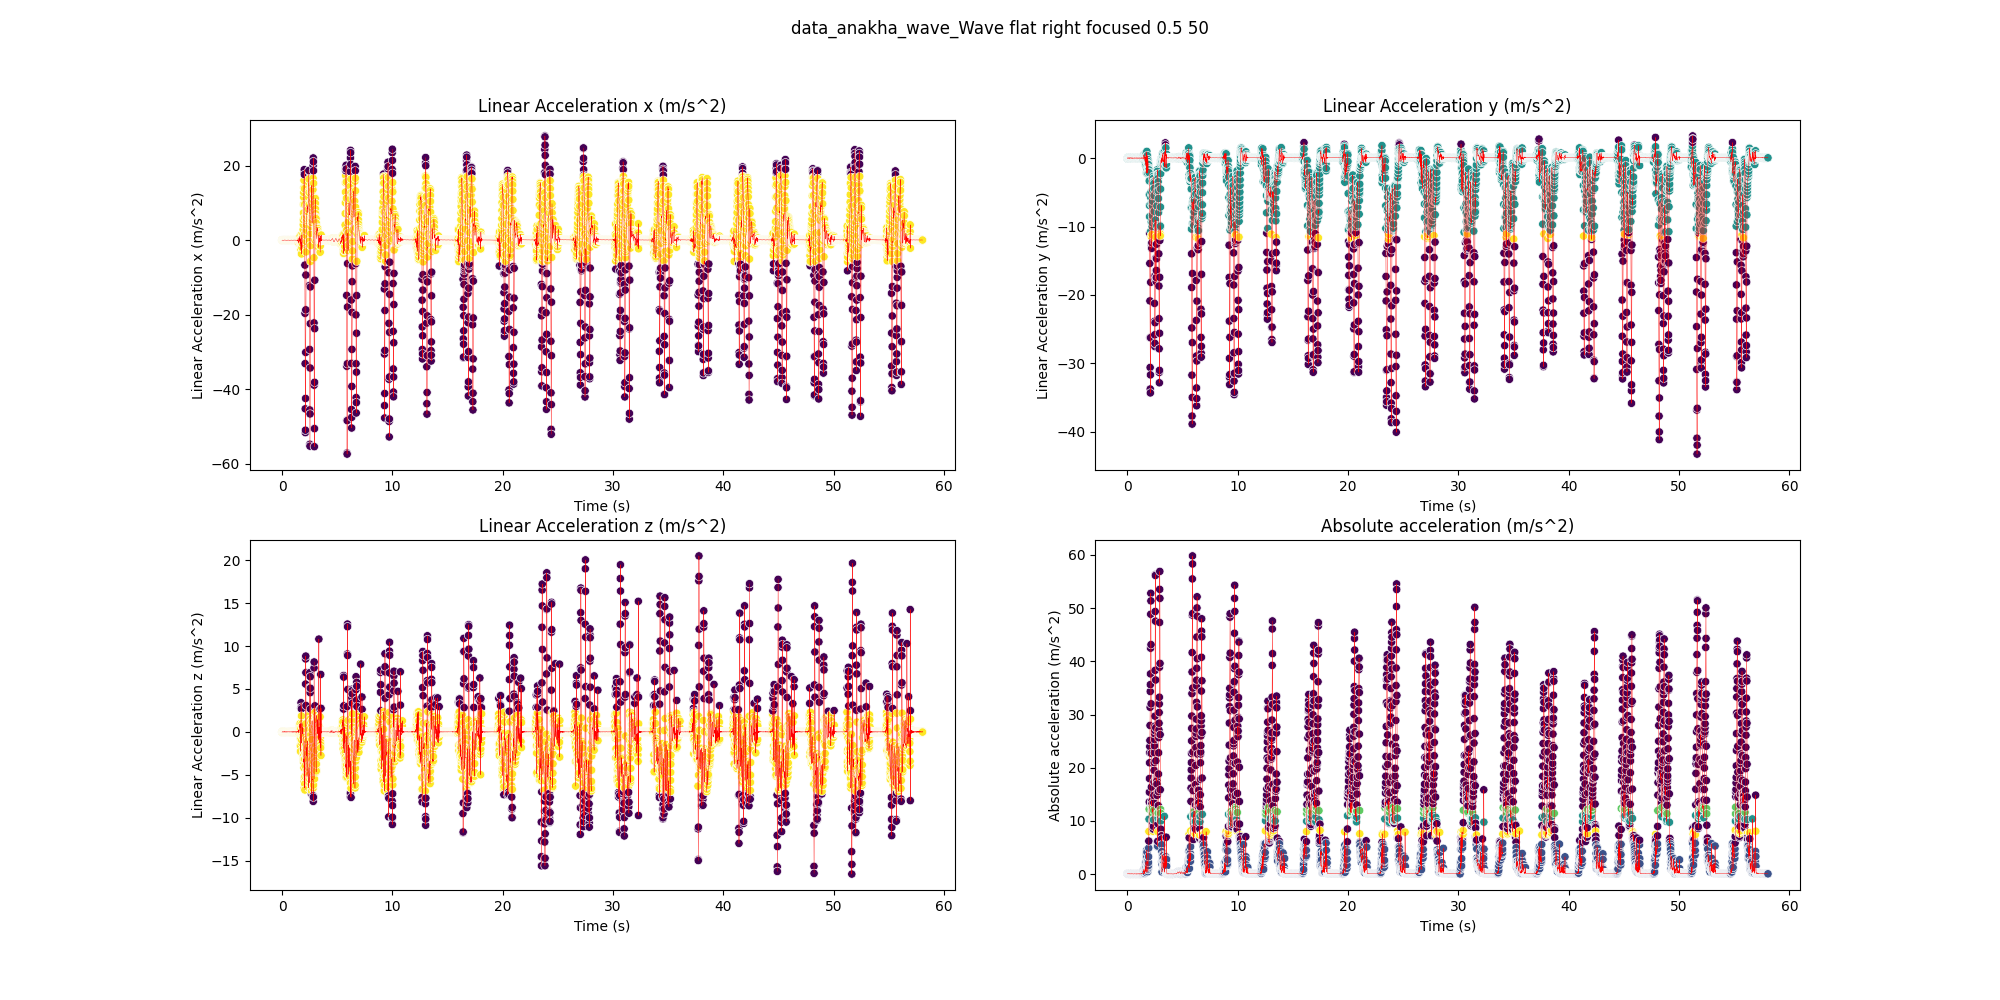 data_anakha_wave_Wave flat right focused 0.5 50
Linear Acceleration x (m/s^2)
Linear Acceleration x (m/s^2)
20
0
−20
−40
−60
0 10 20 30 40 50 60
Time (s)
Linear Acceleration y (m/s^2)
Linear Acceleration y (m/s^2)
0
−10
−20
−30
−40
0 10 20 30 40 50 60
Time (s)
Linear Acceleration z (m/s^2)
Linear Acceleration z (m/s^2)
20
15
10
5
0
−5
−10
−15
0 10 20 30 40 50 60
Time (s)
Absolute acceleration (m/s^2)
Absolute acceleration (m/s^2)
60
50
40
30
20
10
0
0 10 20 30 40 50 60
Time (s)